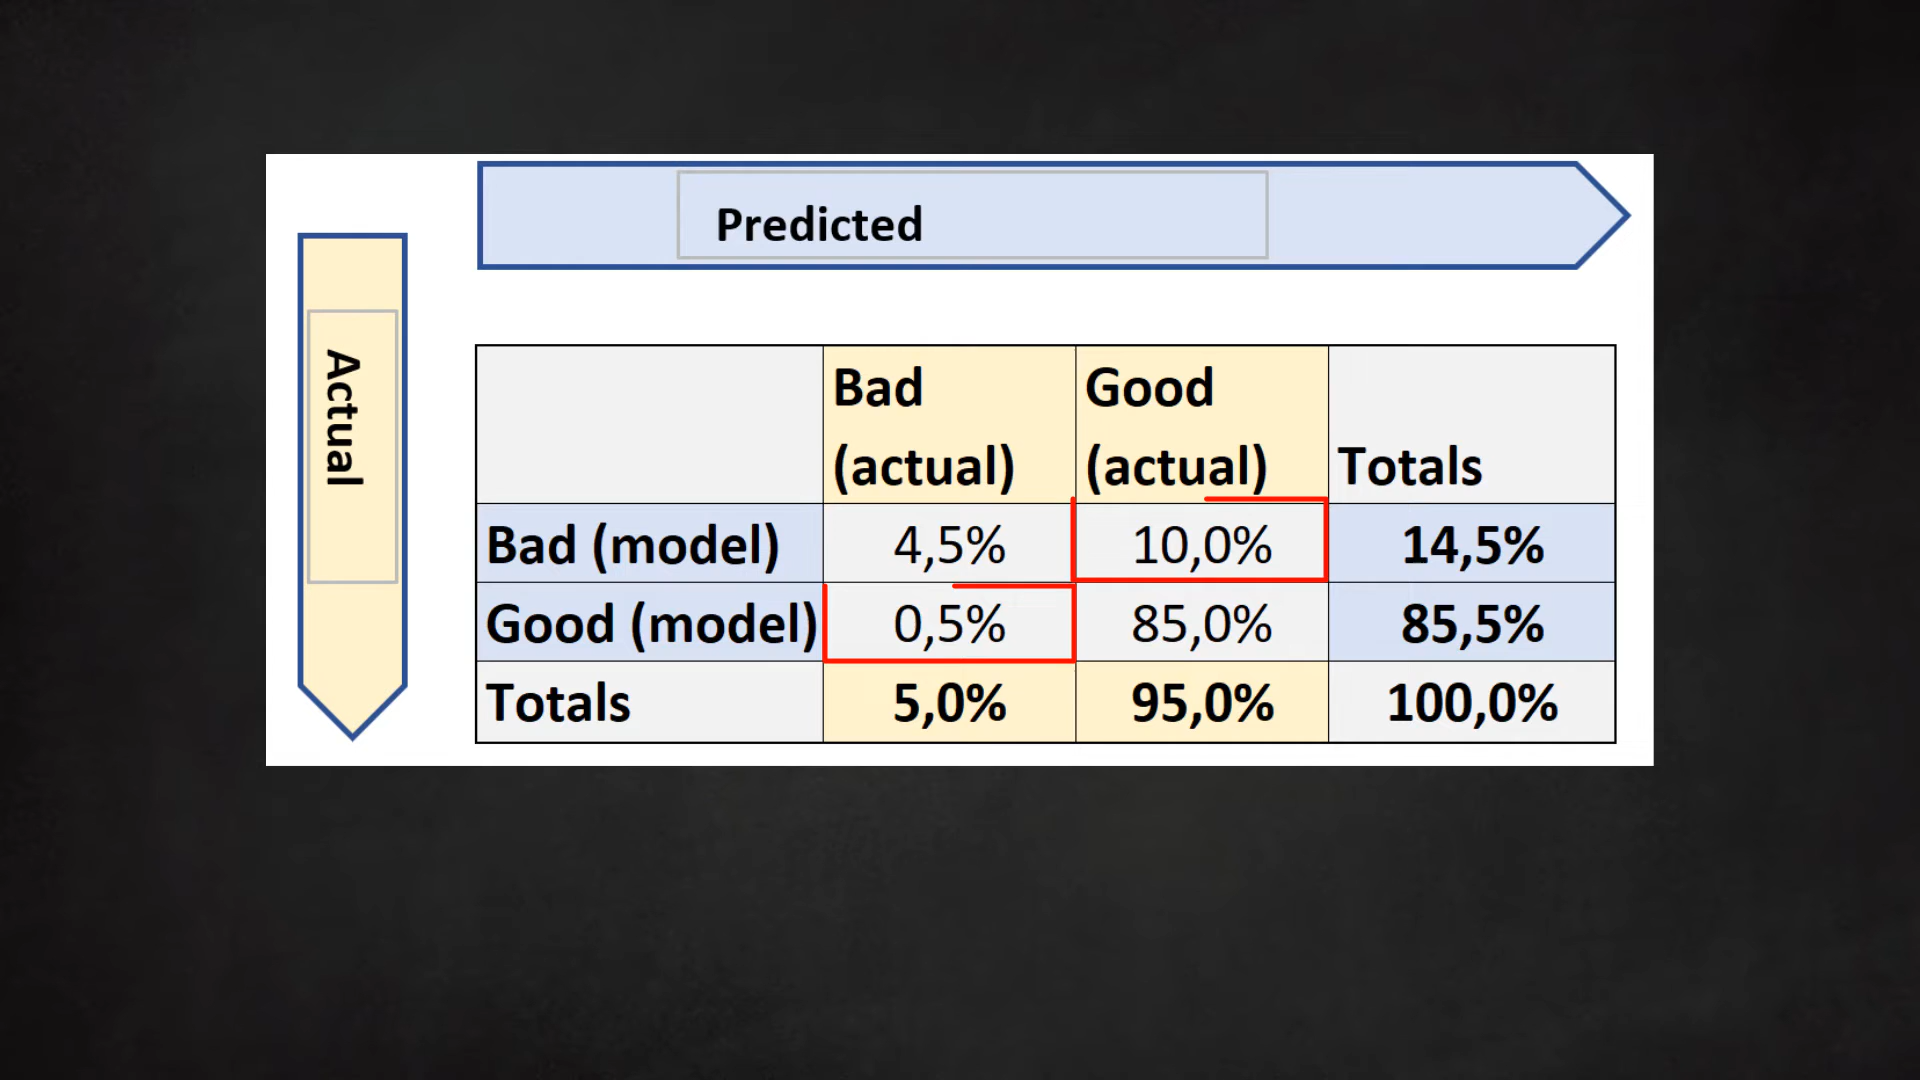 Predicted
Actual
Bad (actual) Good (actual) Totals
Bad (model) 4,5% 10,0% 14,5%
Good (model) 0,5% 85,0% 85,5%
Totals 5,0% 95,0% 100,0%